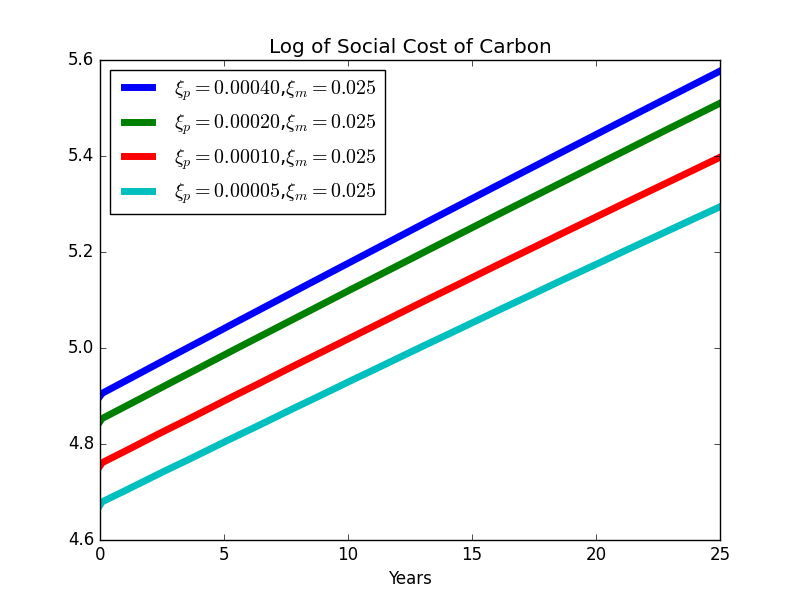 Log of Social Cost of Carbon
5.6
5.4
5.2
5.0
4.8
4.6
ξp = 0.00040,ξm = 0.025
ξp = 0.00020,ξm = 0.025
ξp = 0.00010,ξm = 0.025
ξp = 0.00005,ξm = 0.025
0 5 10 15 20 25
Years